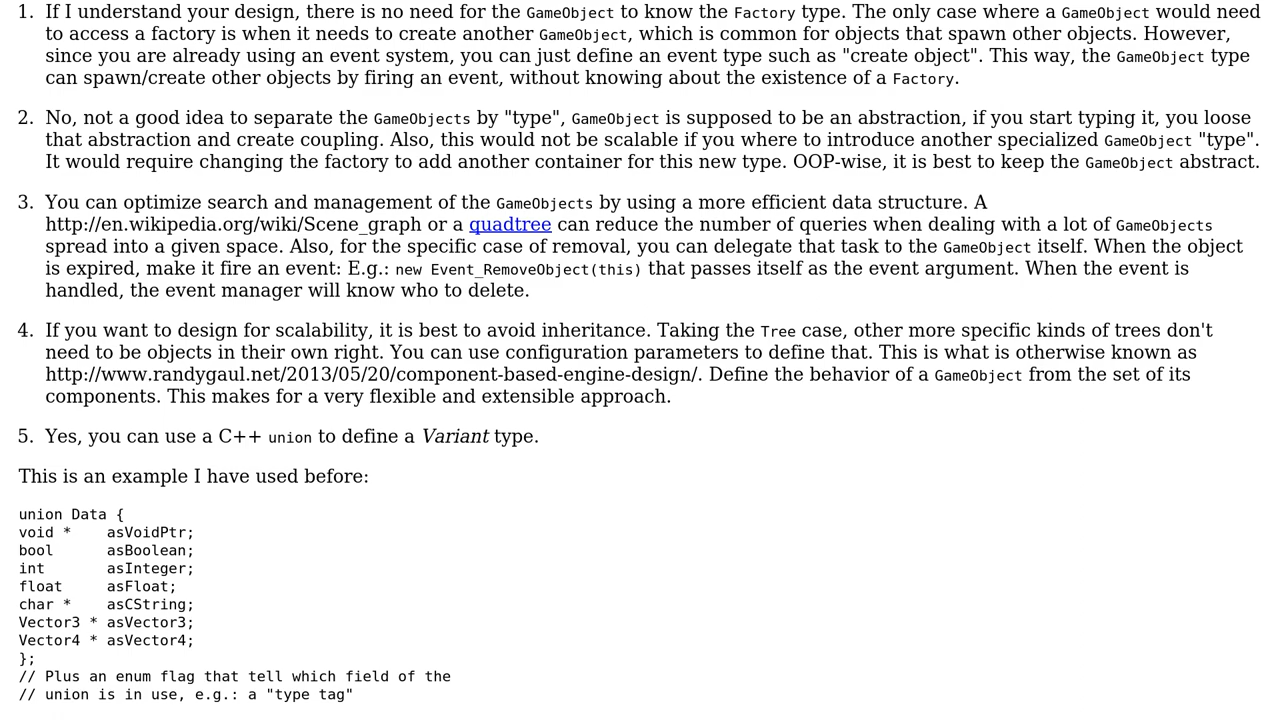 1. If I understand your design, there is no need for the GameObject to know the Factory type. The only case where a GameObject would need
to access a factory is when it needs to create another GameObject, which is common for objects that spawn other objects. However,
since you are already using an event system, you can just define an event type such as "create object". This way, the GameObject type
can spawn/create other objects by firing an event, without knowing about the existence of a Factory.
2. No, not a good idea to separate the GameObjects by "type", GameObject is supposed to be an abstraction, if you start typing it, you loose
that abstraction and create coupling. Also, this would not be scalable if you where to introduce another specialized GameObject "type".
It would require changing the factory to add another container for this new type. OOP-wise, it is best to keep the GameObject abstract.
3. You can optimize search and management of the GameObjects by using a more efficient data structure. A
http://en.wikipedia.org/wiki/Scene_graph or a quadtree can reduce the number of queries when dealing with a lot of GameObjects
spread into a given space. Also, for the specific case of removal, you can delegate that task to the GameObject itself. When the object
is expired, make it fire an event: E.g.: new Event_RemoveObject(this) that passes itself as the event argument. When the event is
handled, the event manager will know who to delete.
4. If you want to design for scalability, it is best to avoid inheritance. Taking the Tree case, other more specific kinds of trees don't
need to be objects in their own right. You can use configuration parameters to define that. This is what is otherwise known as
http://www.randygaul.net/2013/05/20/component-based-engine-design/. Define the behavior of a GameObject from the set of its
components. This makes for a very flexible and extensible approach.
5. Yes, you can use a C++ union to define a Variant type.
This is an example I have used before:
union Data {
void *    asVoidPtr;
bool      asBoolean;
int       asInteger;
float     asFloat;
char *    asCString;
Vector3 * asVector3;
Vector4 * asVector4;
};
// Plus an enum flag that tell which field of the
// union is in use, e.g.: a "type tag"